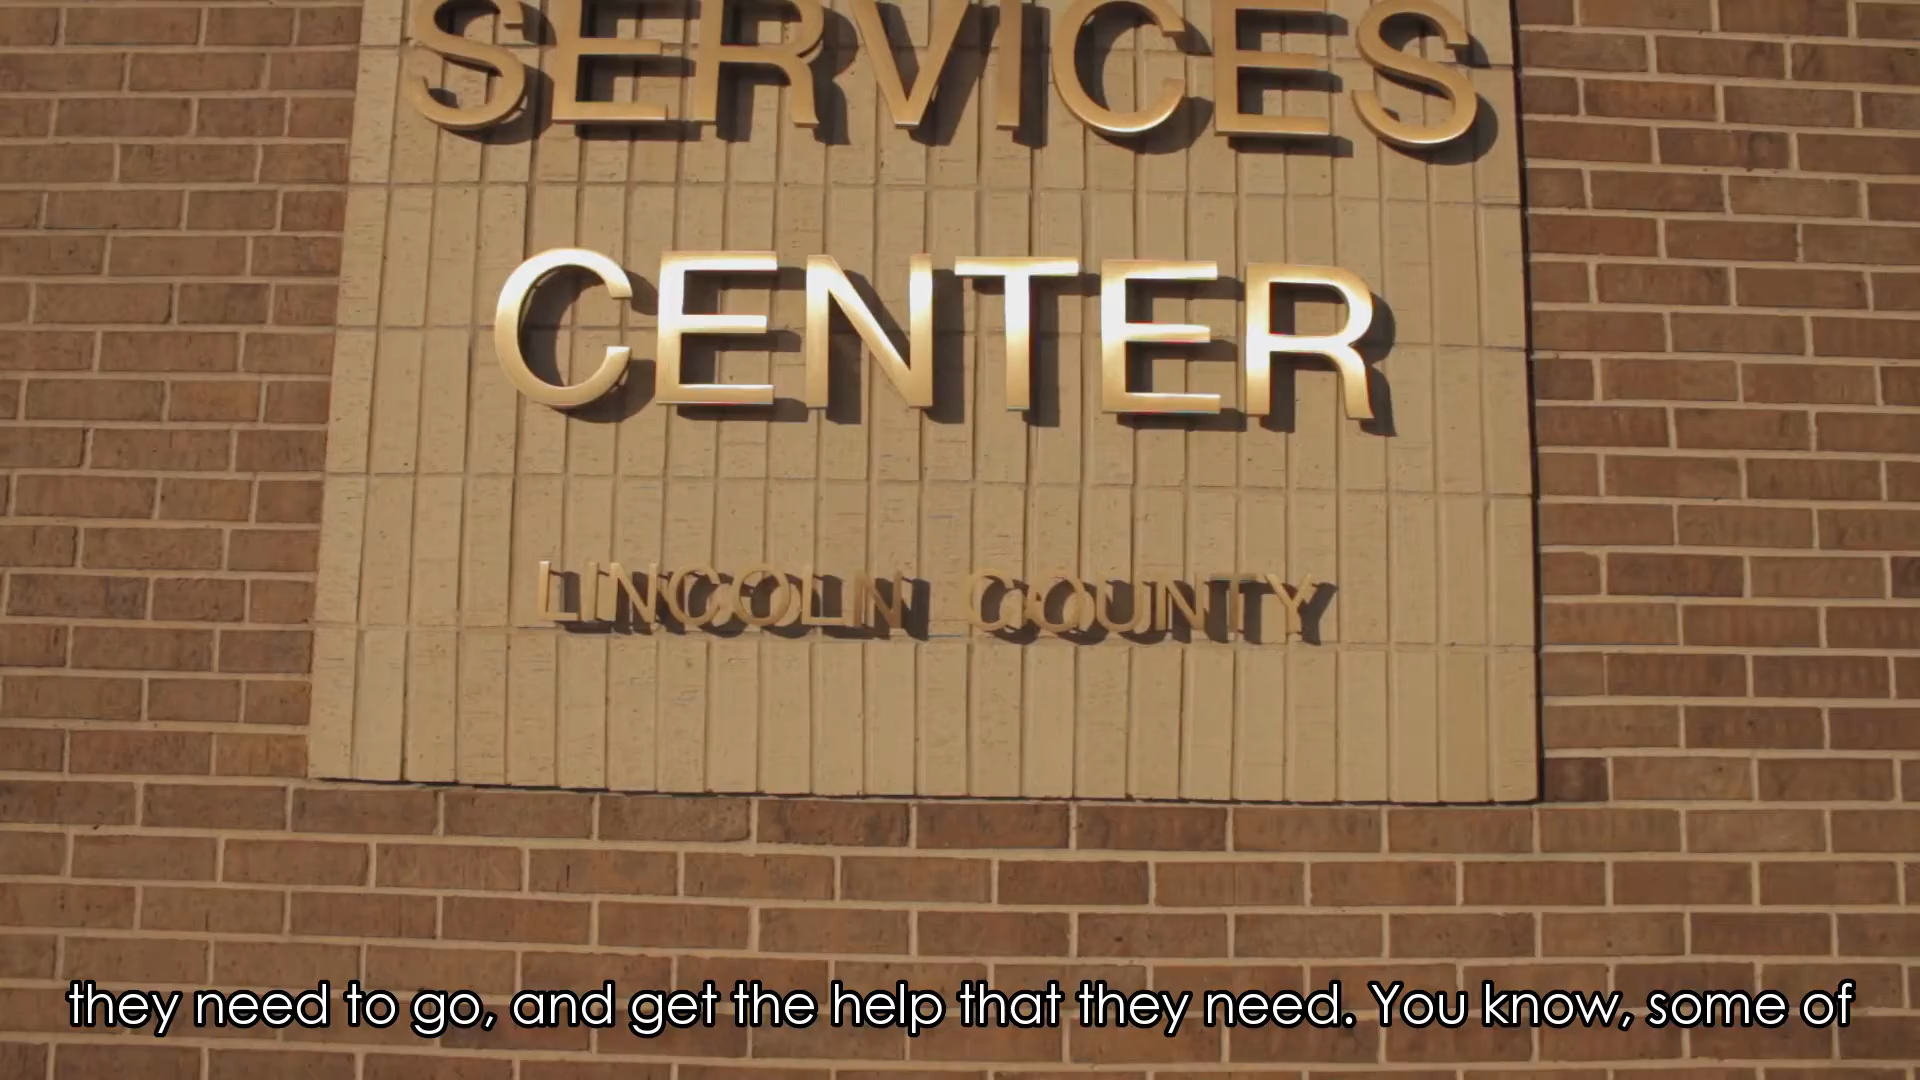 SERVICES
CENTER
LINCOLN COUNTY
they need to go, and get the help that they need. You know, some of